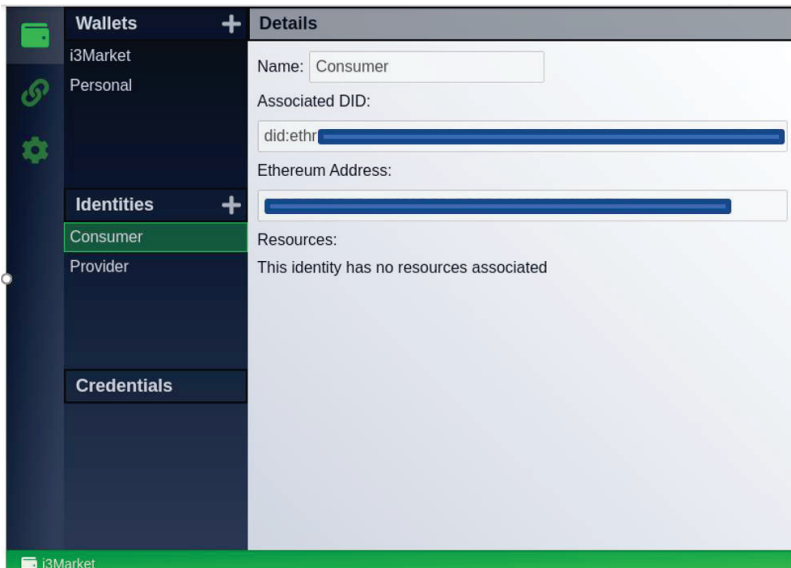 Wallets
i3Market
Personal
Identities
Consumer
Provider
Credentials
Details
Name: Consumer
Associated DID:
did:ethr
Ethereum Address:
Resources:
This identity has no resources associated
i3Market